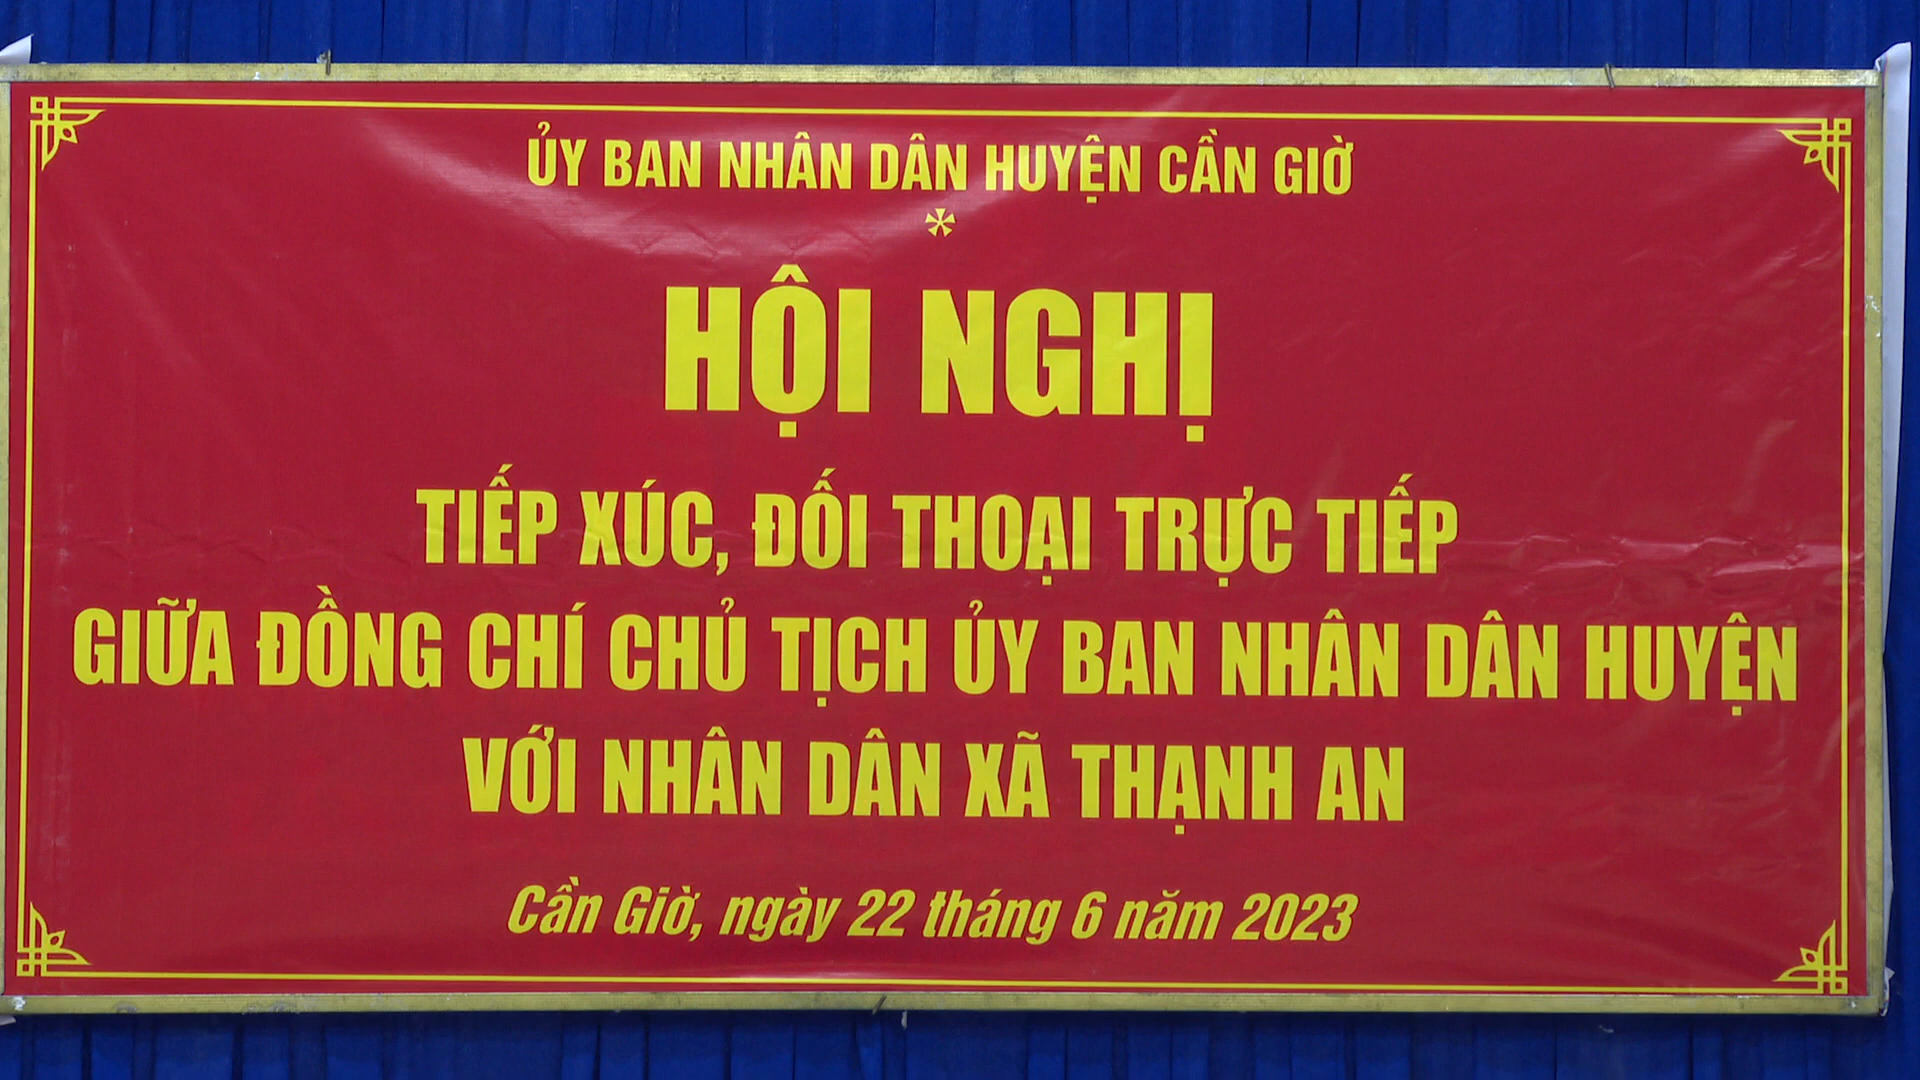 ỦY BAN NHÂN DÂN HUYỆN CẦN GIỜ
*
HỘI NGHỊ
TIẾP XÚC, ĐỐI THOẠI TRỰC TIẾP
GIỮA ĐỒNG CHÍ CHỦ TỊCH ỦY BAN NHÂN DÂN HUYỆN
VỚI NHÂN DÂN XÃ THẠNH AN
Cần Giờ, ngày 22 tháng 6 năm 2023